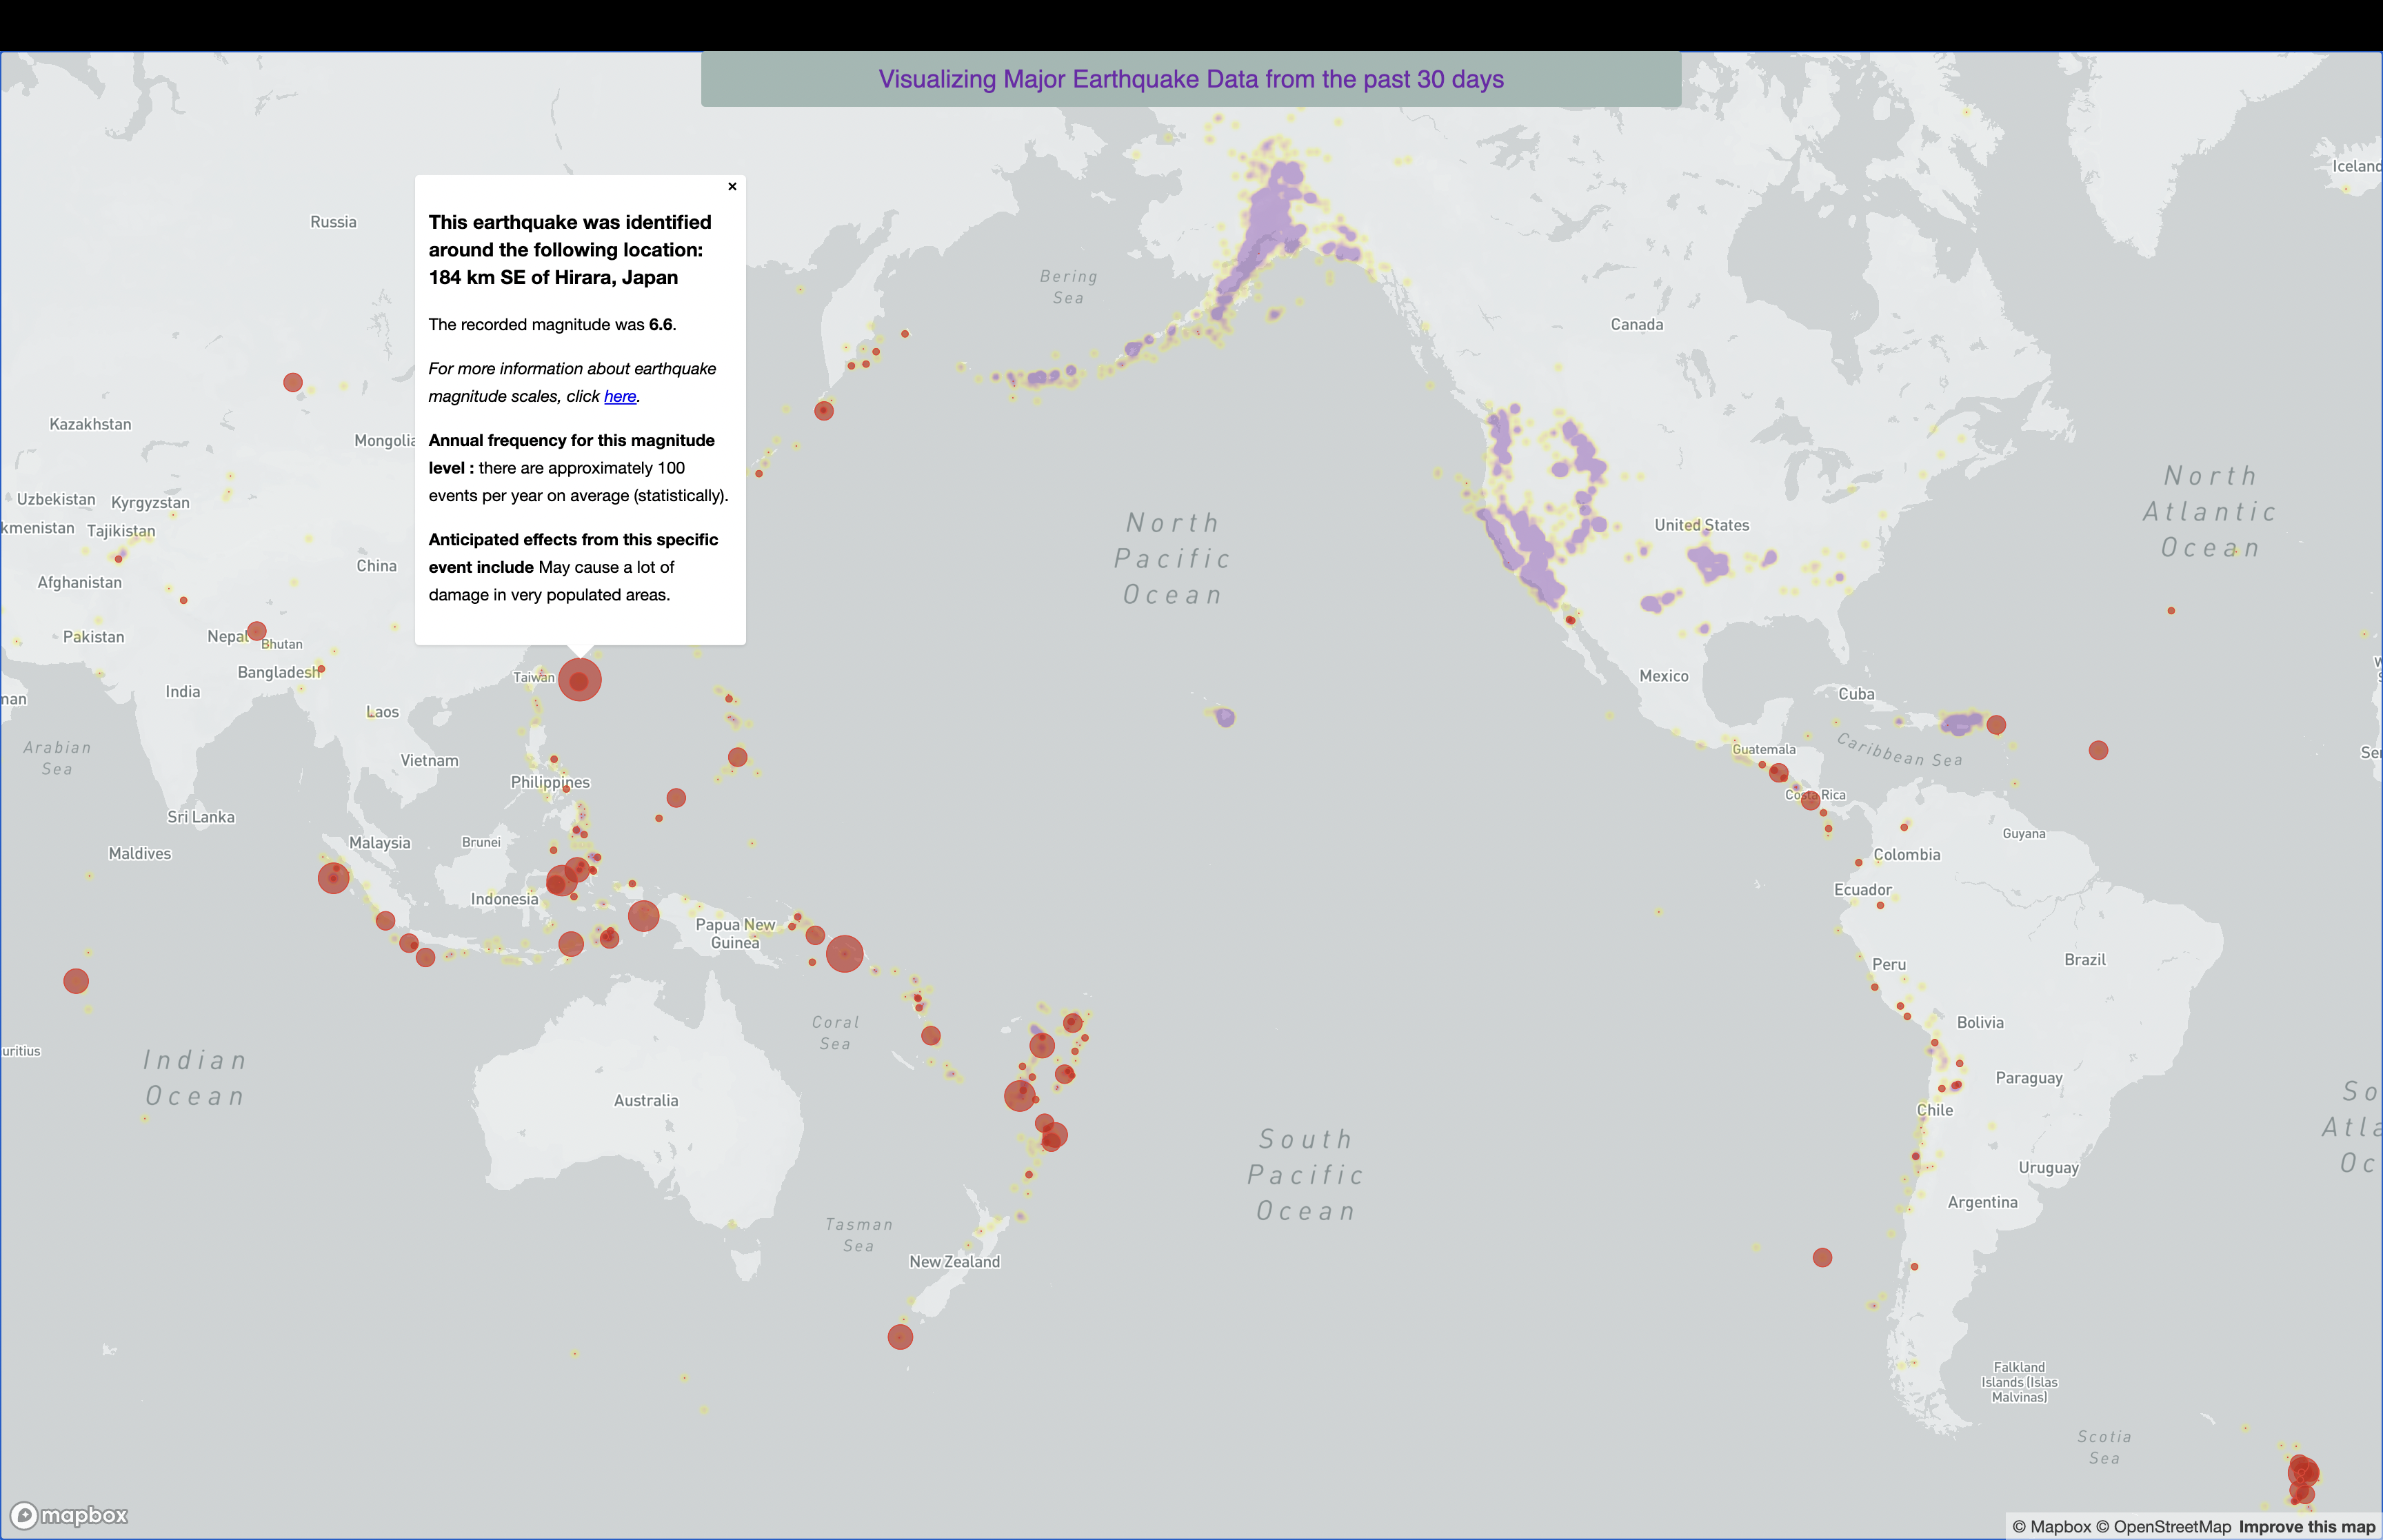 Visualizing Major Earthquake Data from the past 30 days
×
This earthquake was identified
around the following location:
184 km SE of Hirara, Japan
The recorded magnitude was 6.6.
For more information about earthquake
magnitude scales, click here.
Annual frequency for this magnitude
level : there are approximately 100
events per year on average (statistically).
Anticipated effects from this specific
event include May cause a lot of
damage in very populated areas.
Iceland
Russia
Bering
Sea
Canada
Kazakhstan
Mongolia
Uzbekistan
Kyrgyzstan
kmenistan
Tajikistan
North
Pacific
Ocean
United States
North
Atlantic
Ocean
China
Afghanistan
Pakistan
Nepal
Bhutan
Bangladesh
Taiwan
Mexico
India
nan
Laos
Cuba
Arabian
Sea
Vietnam
Guatemala
Caribbean Sea
Philippines
Costa Rica
Sri Lanka
Malaysia
Brunei
Guyana
Maldives
Colombia
Indonesia
Ecuador
Papua New
Guinea
Peru
Brazil
Coral
Sea
Bolivia
uritius
Indian
Ocean
Australia
Paraguay
Chile
South
Pacific
Ocean
So
Atla
Oc
Uruguay
Argentina
Tasman
Sea
New Zealand
Falkland
Islands (Islas
Malvinas)
Scotia
Sea
mapbox
© Mapbox © OpenStreetMap Improve this map